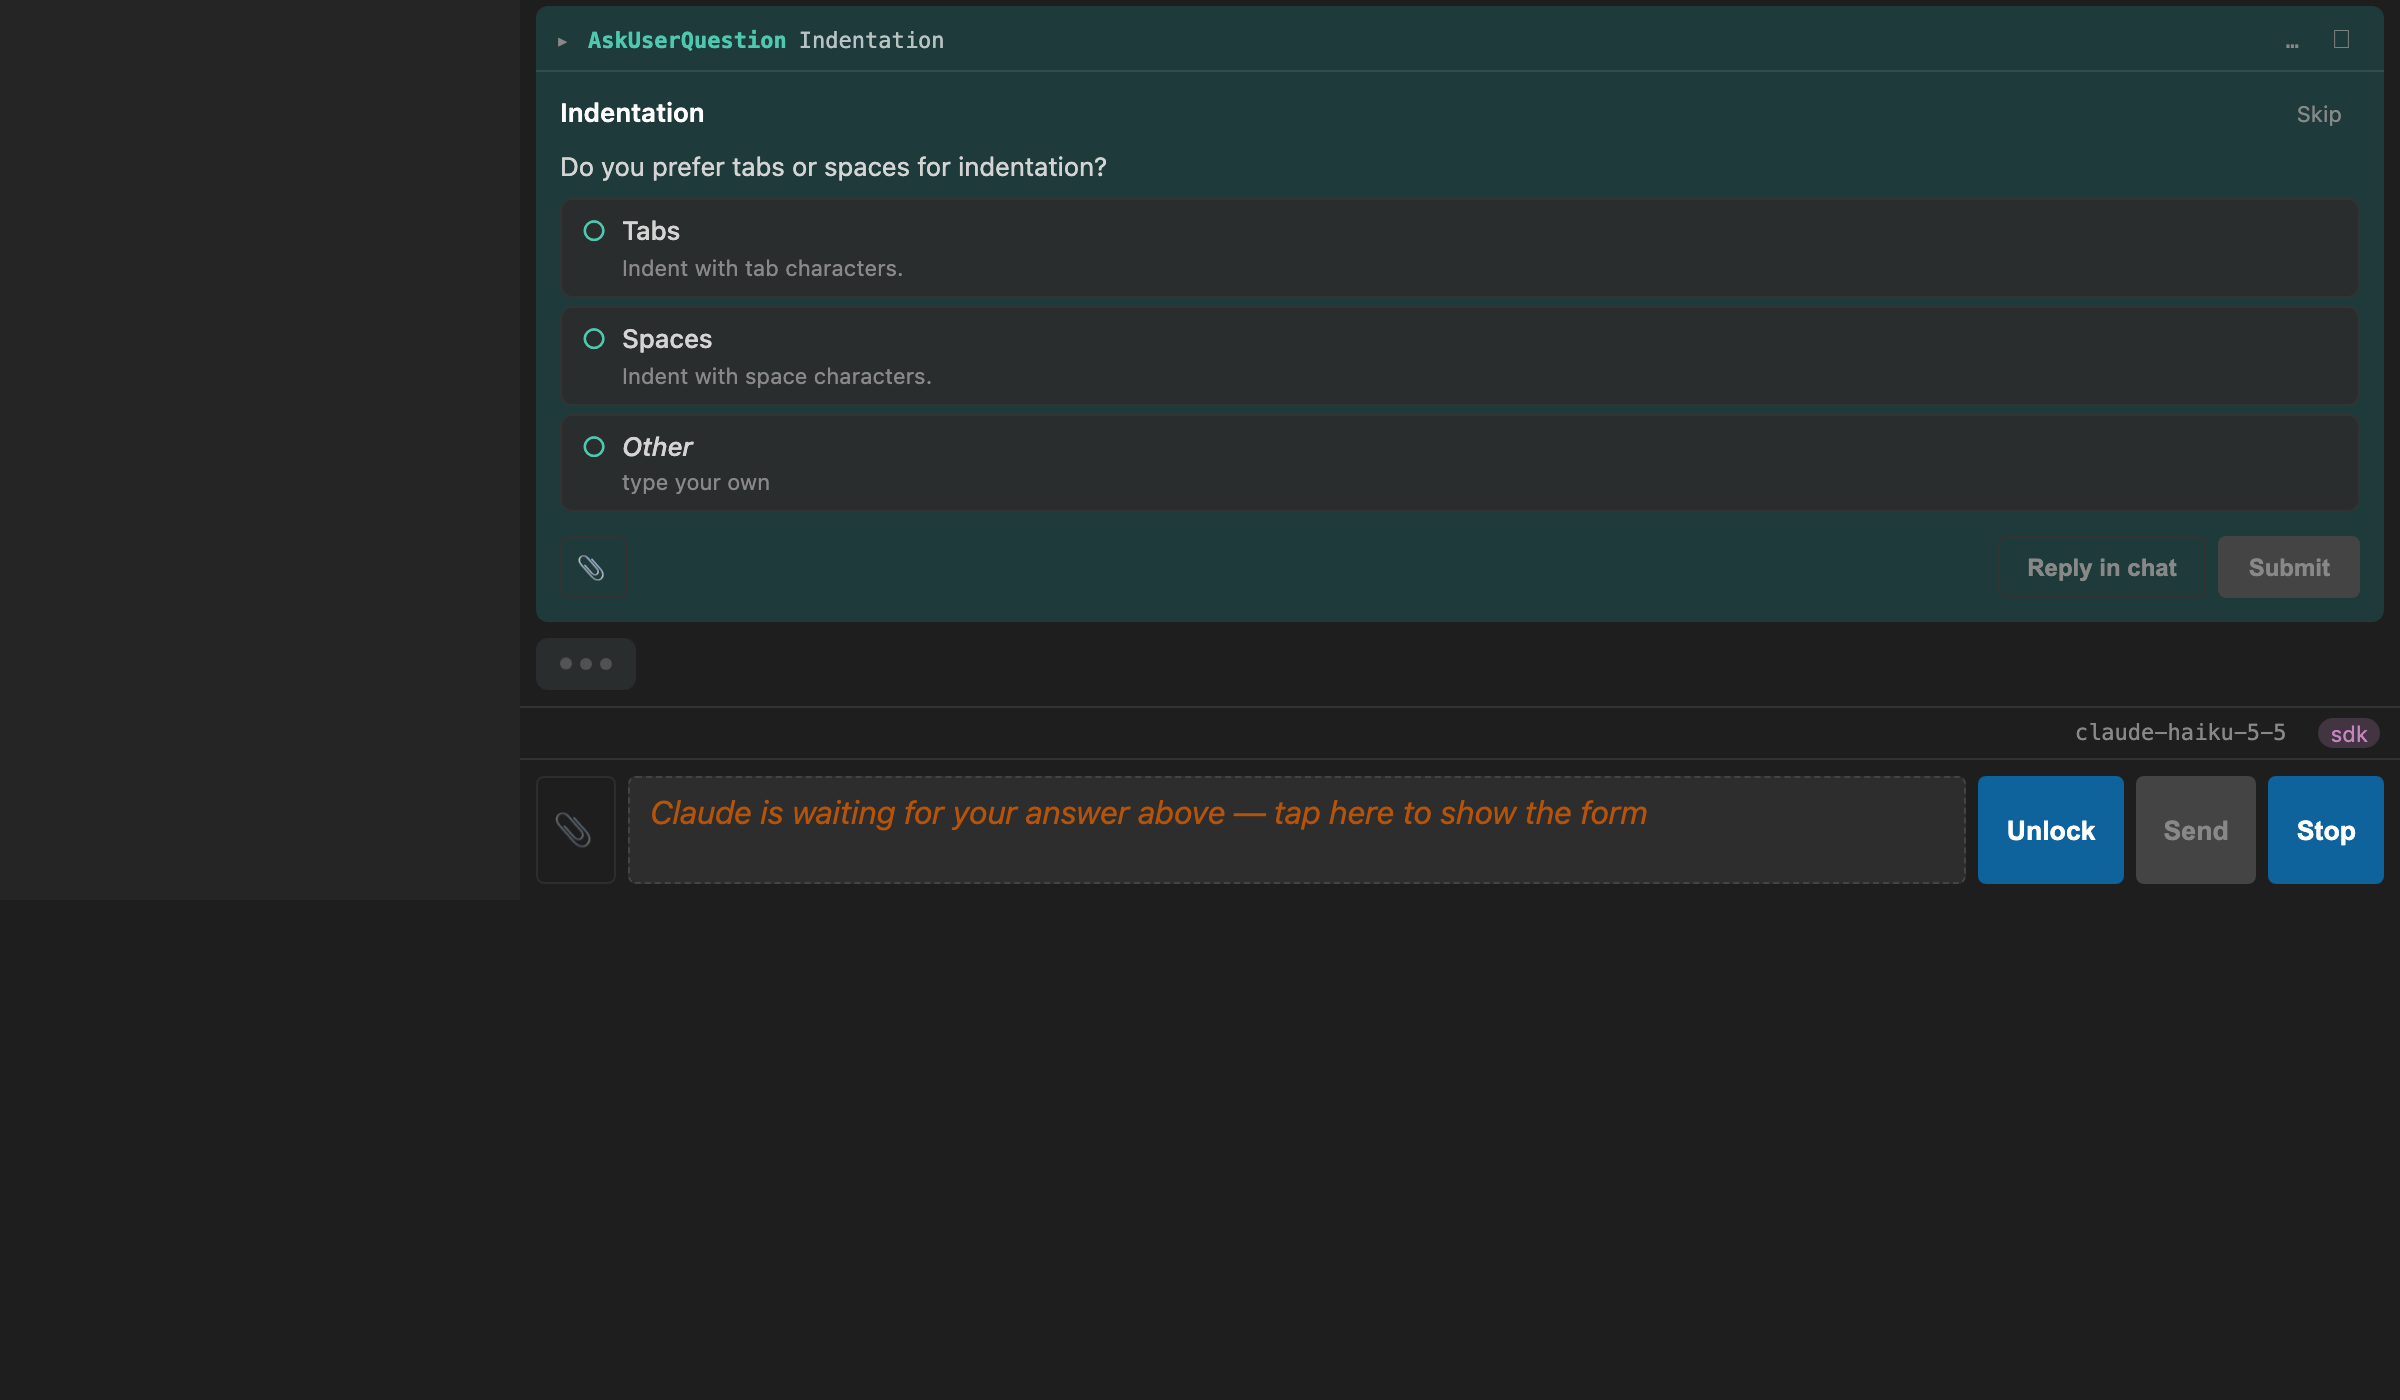 ▸ AskUserQuestion Indentation … 
Indentation
Skip
Do you prefer tabs or spaces for indentation?
Tabs
Indent with tab characters.
Spaces
Indent with space characters.
Other
type your own
Reply in chat
Submit
claude-haiku-5-5
sdk
Claude is waiting for your answer above — tap here to show the form
Unlock
Send
Stop